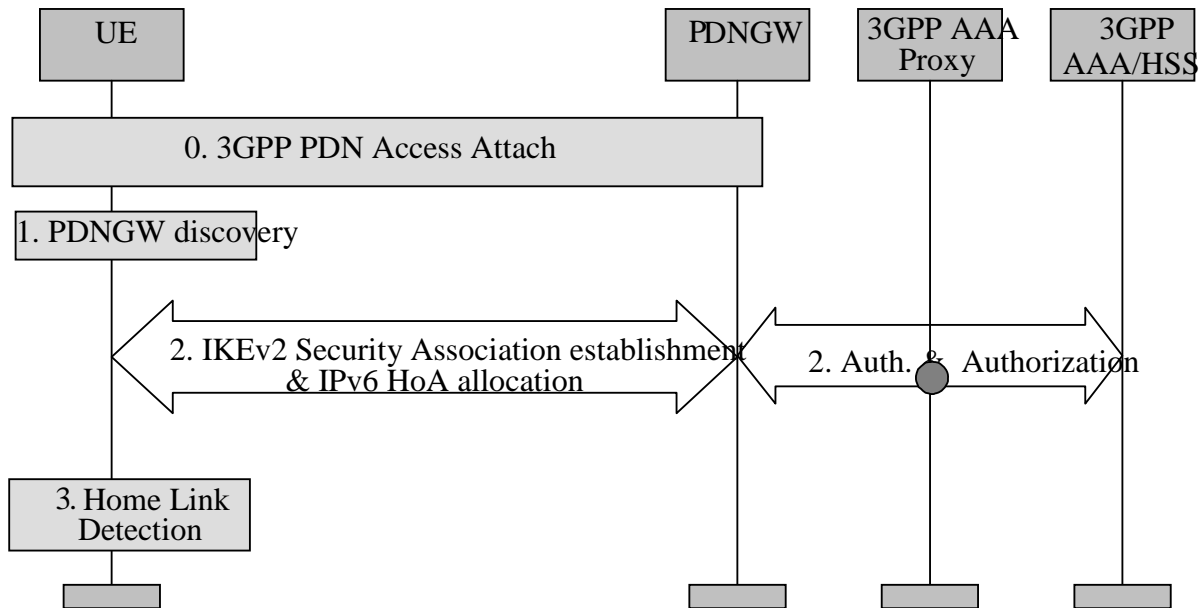 UE
PDNGW
3GPP AAA
Proxy
3GPP
AAA/HSS
0. 3GPP PDN Access Attach
1. PDNGW discovery
2. IKEv2 Security Association establishment
& IPv6 HoA allocation
2. Auth. & Authorization
3. Home Link
Detection